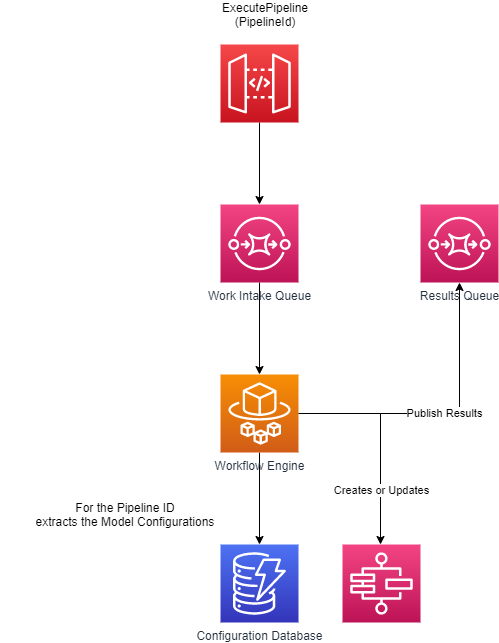 ExecutePipeline
(PipelineId)
</>
Work Intake Queue
Results Queue
Publish Results
Workflow Engine
Creates or Updates
For the Pipeline ID
extracts the Model Configurations
Configuration Database